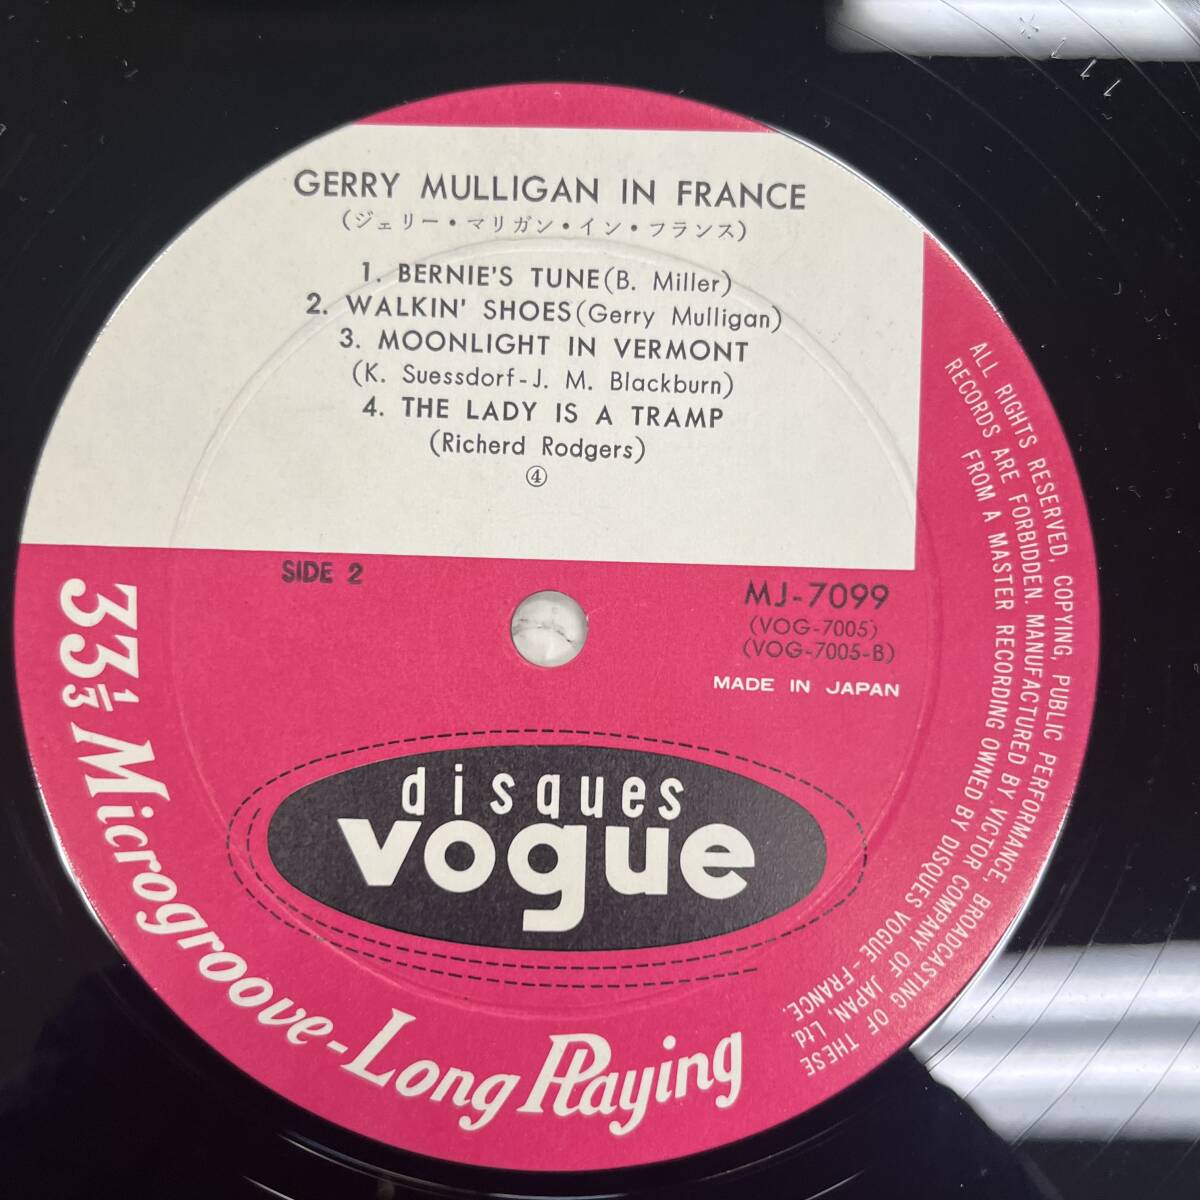 GERRY MULLIGAN IN FRANCE
(ジェリー・マリガン・イン・フランス)
1. BERNIE'S TUNE(B. Miller)
2. WALKIN' SHOES(Gerry Mulligan)
3. MOONLIGHT IN VERMONT
(K. Suessdorf-J. M. Blackburn)
4. THE LADY IS A TRAMP
(Richerd Rodgers)
④
SIDE 2
MJ-7099
(VOG-7005)
(VOG-7005-B)
MADE IN JAPAN
disques
vogue
33⅓ Microgroove-Long Playing
ALL RIGHTS RESERVED, COPYING, PUBLIC PERFORMANCE, BROADCASTING OF THESE
RECORDS ARE FORBIDDEN. MANUFACTURED BY VICTOR COMPANY OF JAPAN, Ltd.
FROM A MASTER RECORDING OWNED BY DISQUES VOGUE-FRANCE.